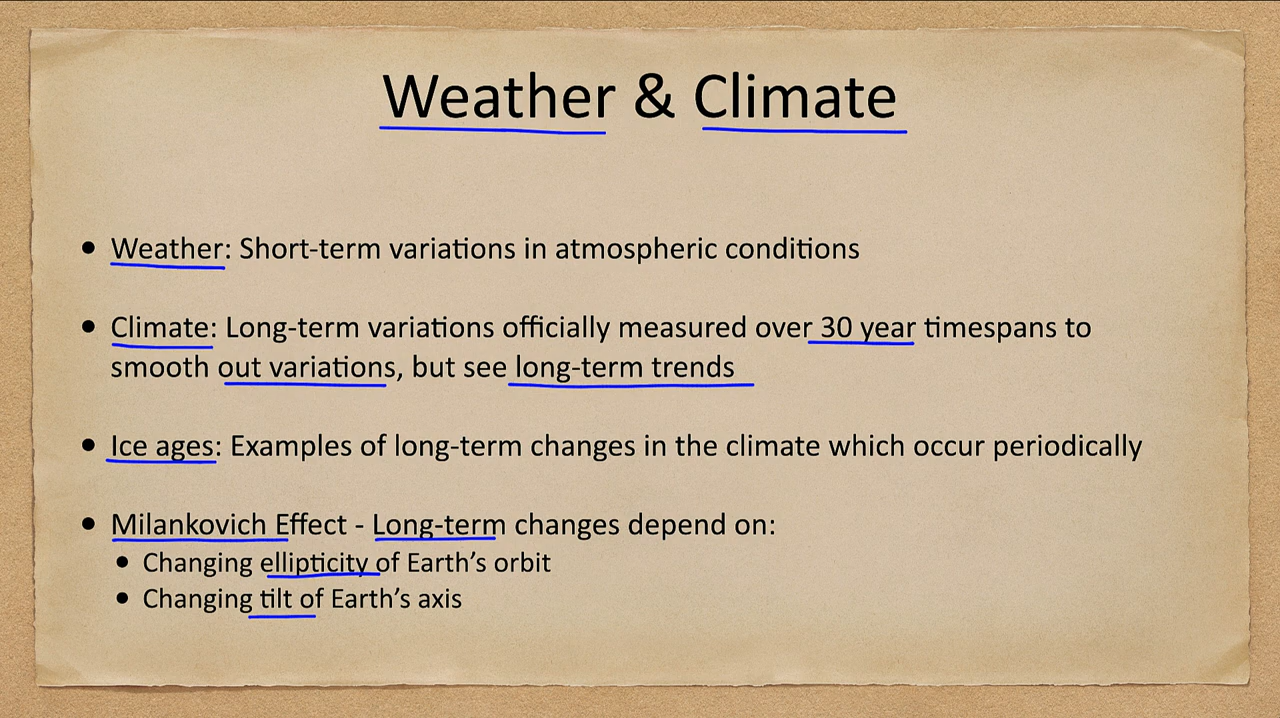 Weather & Climate
• Weather: Short-term variations in atmospheric conditions
• Climate: Long-term variations officially measured over 30 year timespans to
smooth out variations, but see long-term trends
• Ice ages: Examples of long-term changes in the climate which occur periodically
• Milankovich Effect - Long-term changes depend on:
• Changing ellipticity of Earth’s orbit
• Changing tilt of Earth’s axis